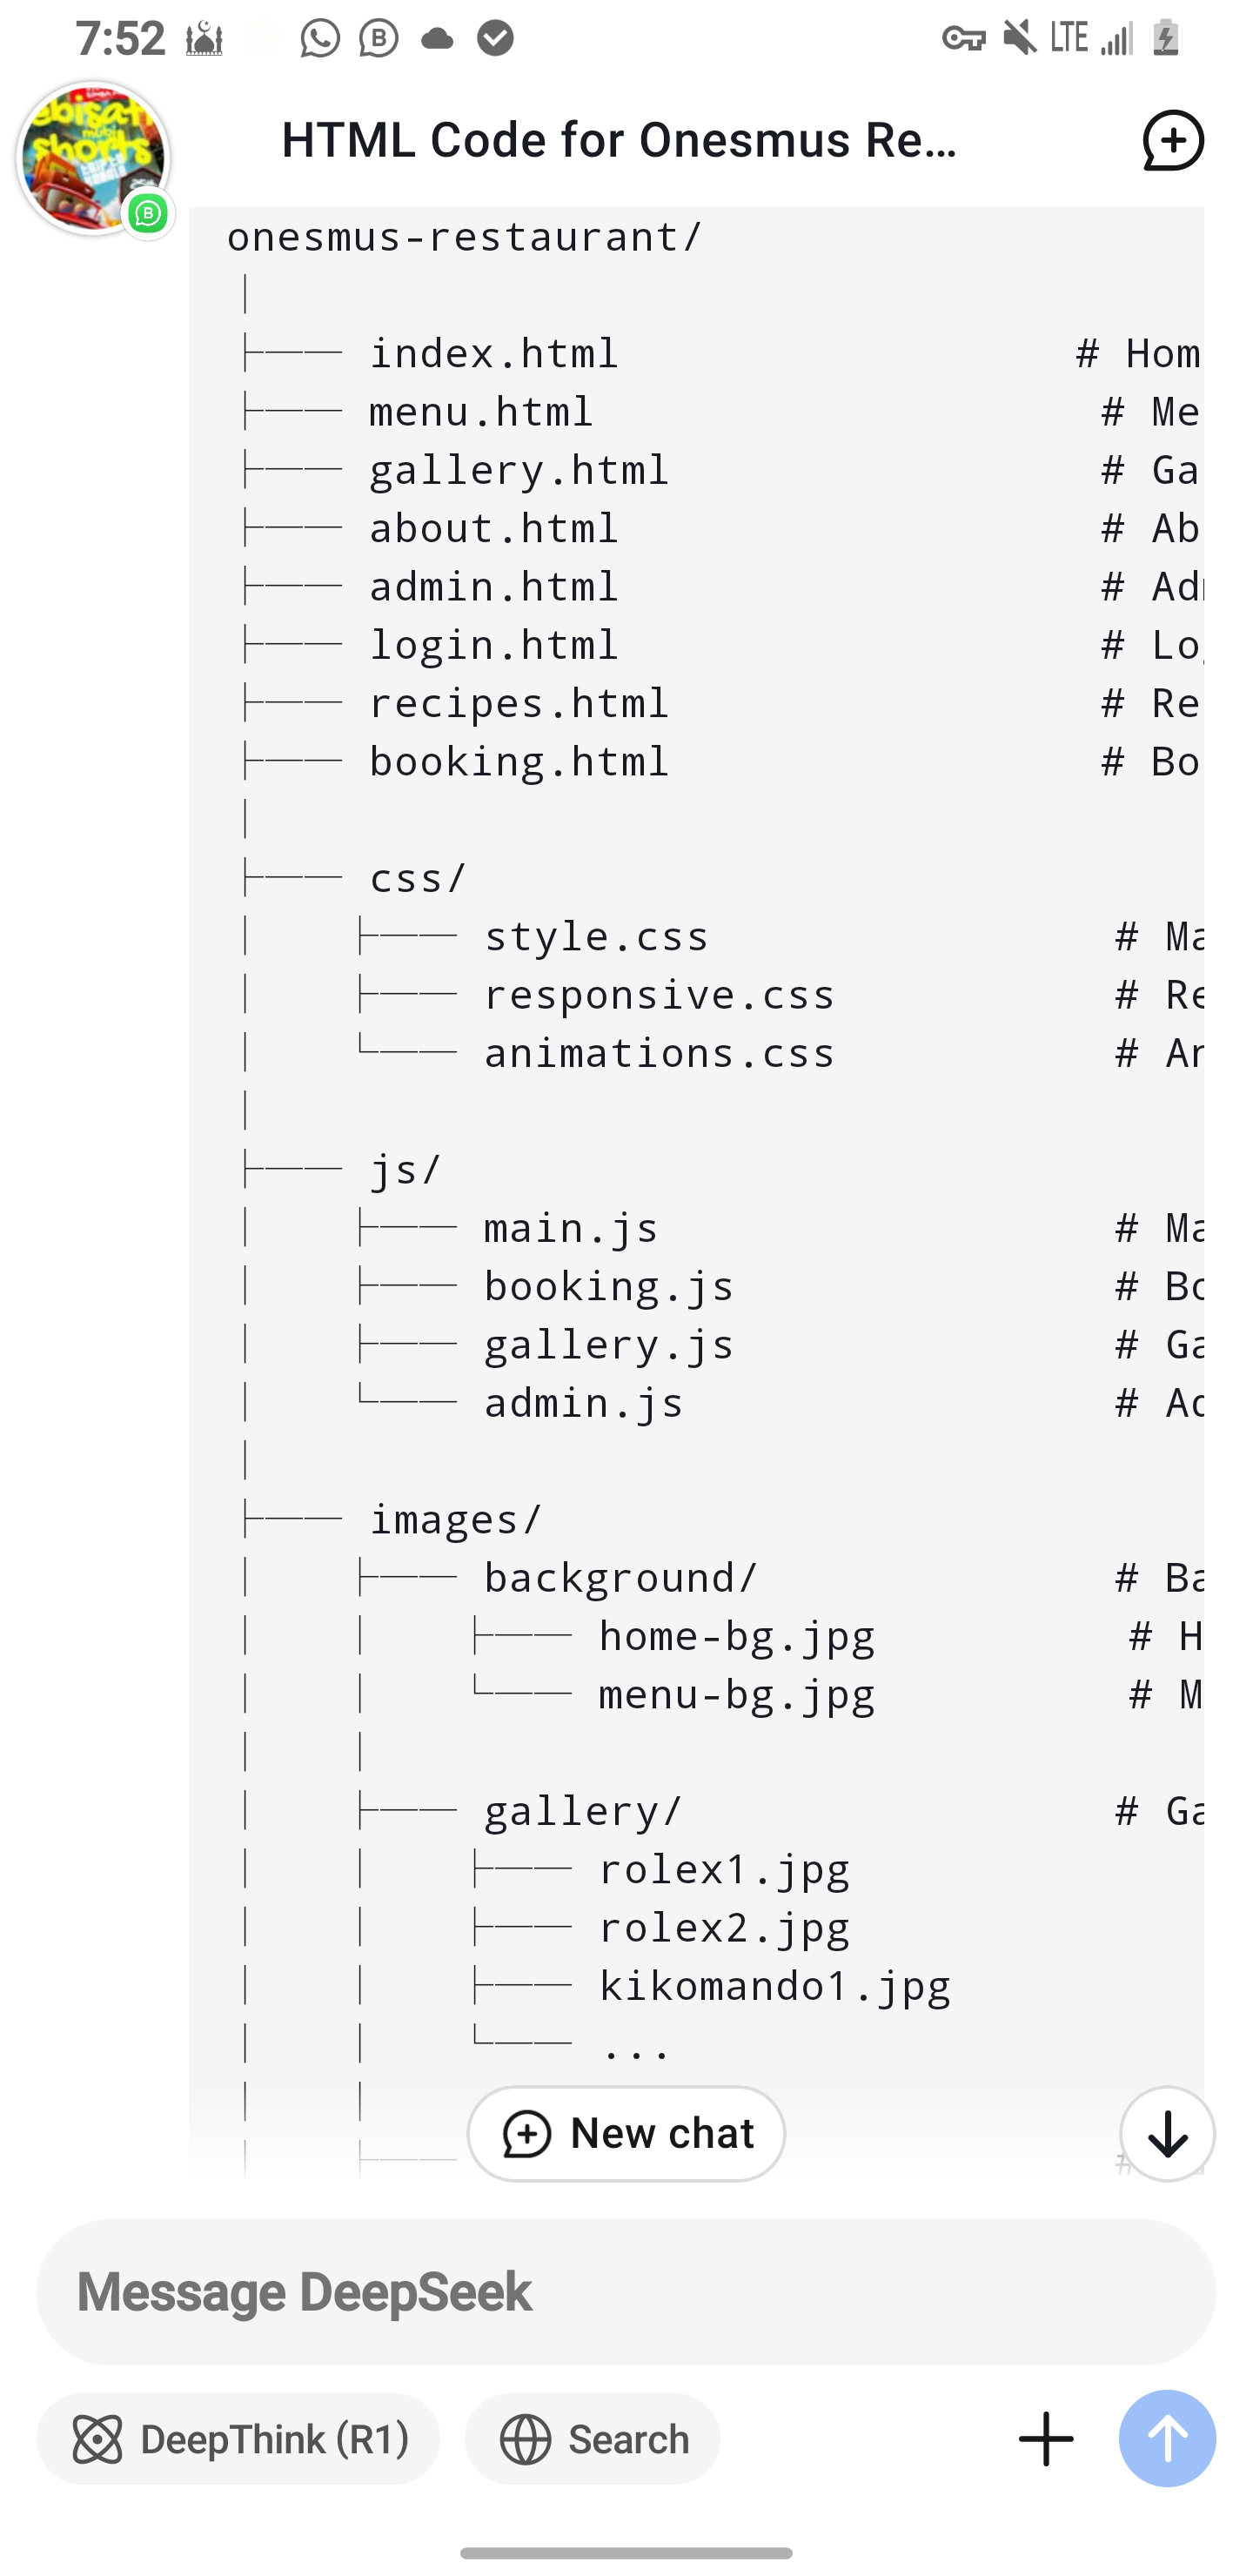 7:52
LTE
HTML Code for Onesmus Re...
ebisati
shorts
onesmus-restaurant/
│
├── index.html # Hom
├── menu.html # Me
├── gallery.html # Ga
├── about.html # Ab
├── admin.html # Ad
├── login.html # Lo
├── recipes.html # Re
├── booking.html # Bo
│
├── css/
│ ├── style.css # Ma
│ ├── responsive.css # Re
│ └── animations.css # An
│
├── js/
│ ├── main.js # Ma
│ ├── booking.js # Bo
│ ├── gallery.js # Ga
│ └── admin.js # Ad
│
├── images/
│ ├── background/ # Ba
│ │ ├── home-bg.jpg # H
│ │ └── menu-bg.jpg # M
│ │
│ ├── gallery/ # Ga
│ │ ├── rolex1.jpg
│ │ ├── rolex2.jpg
│ │ ├── kikomando1.jpg
│ │ └── ...
│ │
│ ├── #
New chat
Message DeepSeek
DeepThink (R1)
Search